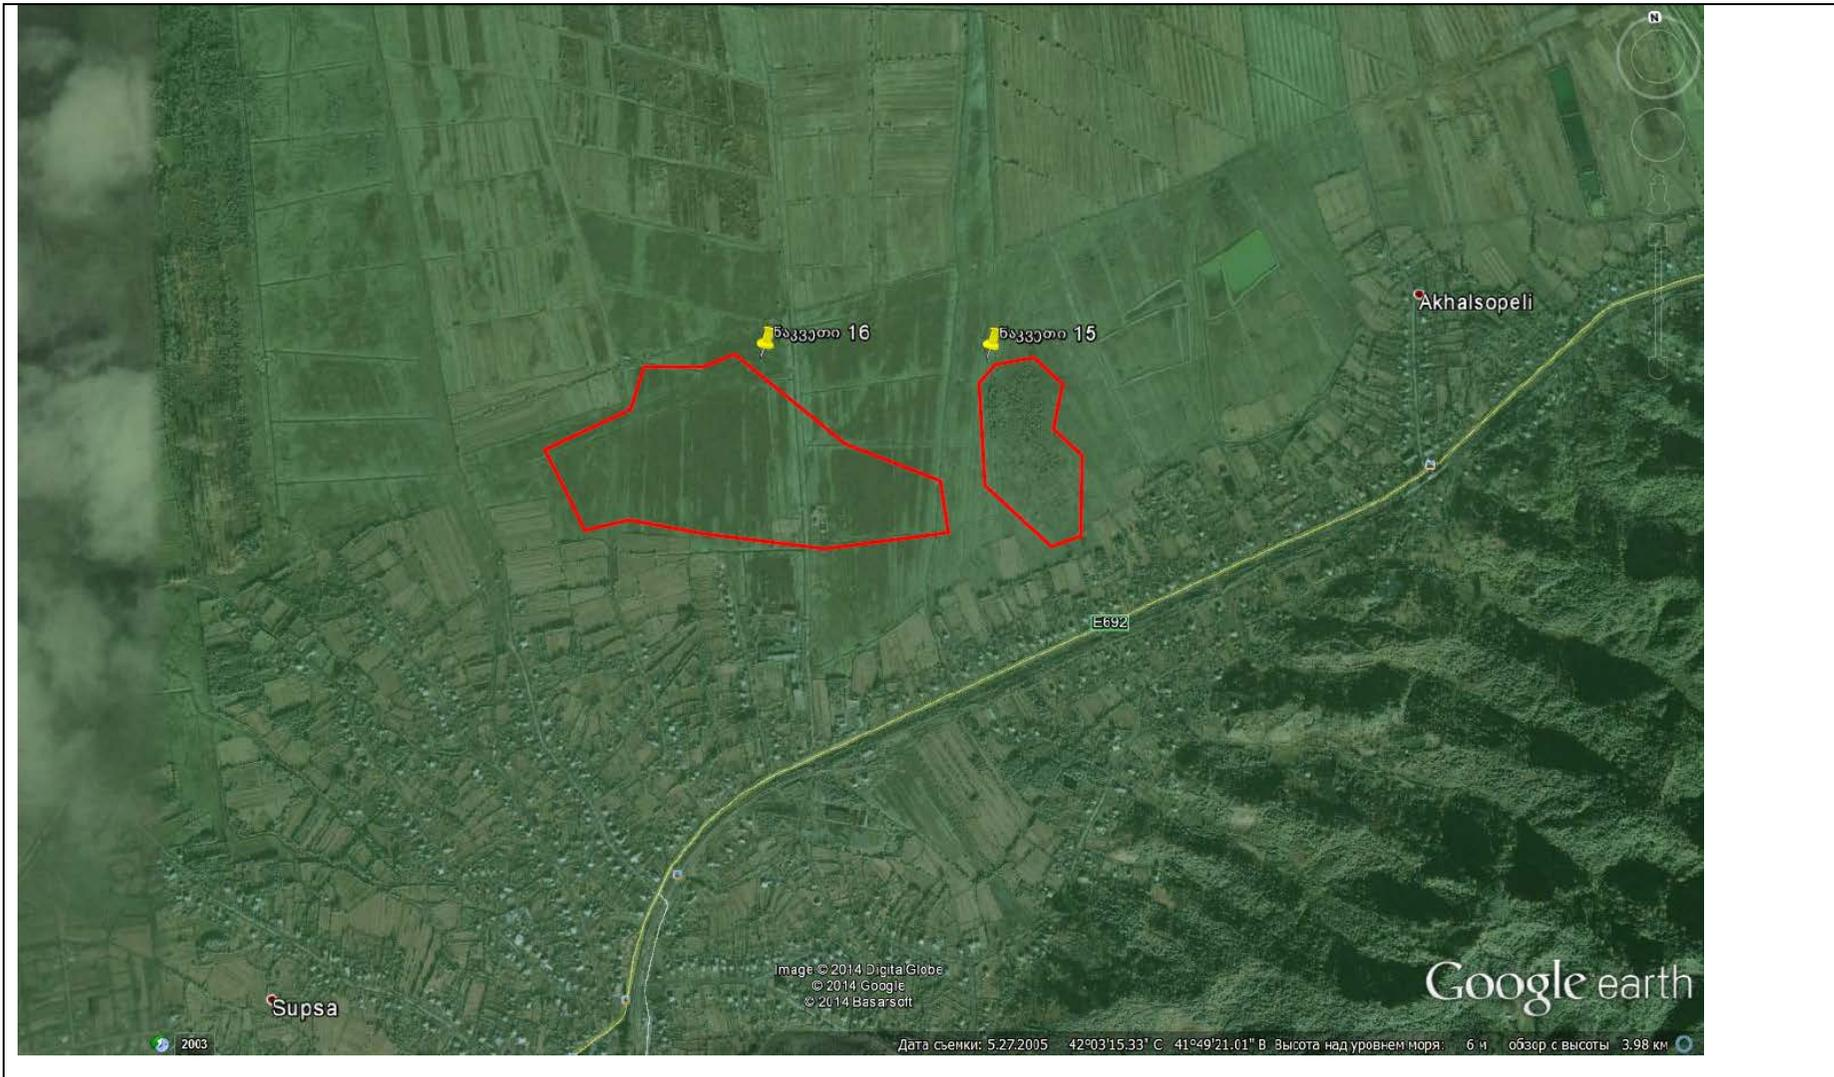 N
Akhalsopeli
ნაკვეთი 16
ნაკვეთი 15
E692
Image © 2014 DigitalGlobe
© 2014 Google
© 2014 Basarsoft
Google earth
Supsa
2003
Дата съемки: 5.27.2005 42°03'15.33" С 41°49'21.01" В Высота над уровнем моря: 6 м обзор с высоты 3.98 км